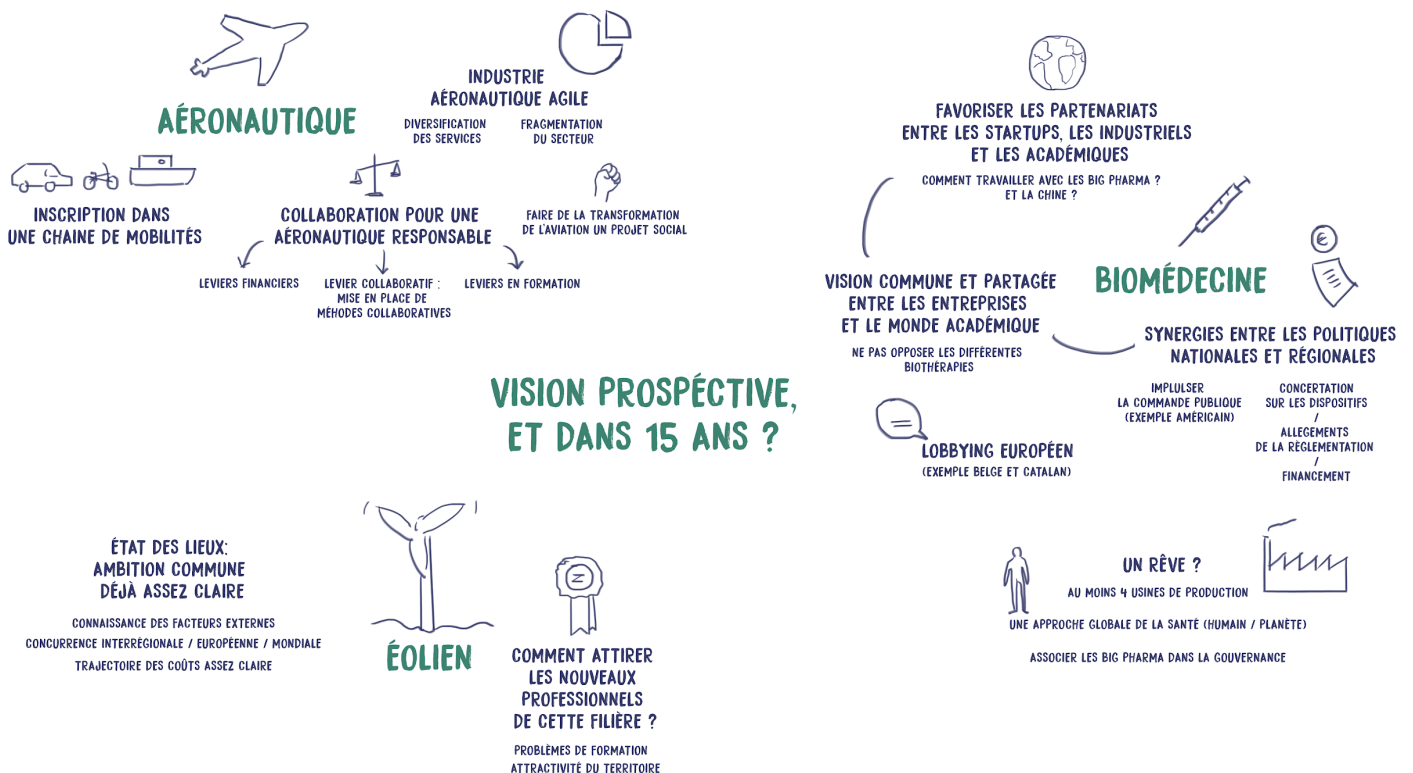 AÉRONAUTIQUE
INDUSTRIE
AÉRONAUTIQUE AGILE
DIVERSIFICATION
DES SERVICES
FRAGMENTATION
DU SECTEUR
INSCRIPTION DANS
UNE CHAINE DE MOBILITÉS
COLLABORATION POUR UNE
AÉRONAUTIQUE RESPONSABLE
LEVIERS FINANCIERS
LEVIER COLLABORATIF :
MISE EN PLACE DE
MÉHODES COLLABORATIVES
LEVIERS EN FORMATION
FAIRE DE LA TRANSFORMATION
DE L'AVIATION UN PROJET SOCIAL
FAVORISER LES PARTENARIATS
ENTRE LES STARTUPS, LES INDUSTRIELS
ET LES ACADÉMIQUES
COMMENT TRAVAILLER AVEC LES BIG PHARMA ?
ET LA CHINE ?
BIOMÉDECINE
€
VISION COMMUNE ET PARTAGÉE
ENTRE LES ENTREPRISES
ET LE MONDE ACADÉMIQUE
NE PAS OPPOSER LES DIFFÉRENTES
BIOTHÉRAPIES
SYNERGIES ENTRE LES POLITIQUES
NATIONALES ET RÉGIONALES
IMPLULSER
LA COMMANDE PUBLIQUE
(EXEMPLE AMÉRICAIN)
CONCERTATION
SUR LES DISPOSITIFS
/
ALLEGEMENTS
DE LA RÉGLEMENTATION
/
FINANCEMENT
LOBBYING EUROPÉEN
(EXEMPLE BELGE ET CATALAN)
UN RÊVE ?
AU MOINS 4 USINES DE PRODUCTION
UNE APPROCHE GLOBALE DE LA SANTÉ (HUMAIN / PLANÈTE)
ASSOCIER LES BIG PHARMA DANS LA GOUVERNANCE
VISION PROSPÉCTIVE,
ET DANS 15 ANS ?
ÉTAT DES LIEUX:
AMBITION COMMUNE
DÉJÀ ASSEZ CLAIRE
CONNAISSANCE DES FACTEURS EXTERNES
CONCURRENCE INTERRÉGIONALE / EUROPÉENNE / MONDIALE
TRAJECTOIRE DES COÛTS ASSEZ CLAIRE
ÉOLIEN
COMMENT ATTIRER
LES NOUVEAUX
PROFESSIONNELS
DE CETTE FILIÈRE ?
PROBLÈMES DE FORMATION
ATTRACTIVITÉ DU TERRITOIRE